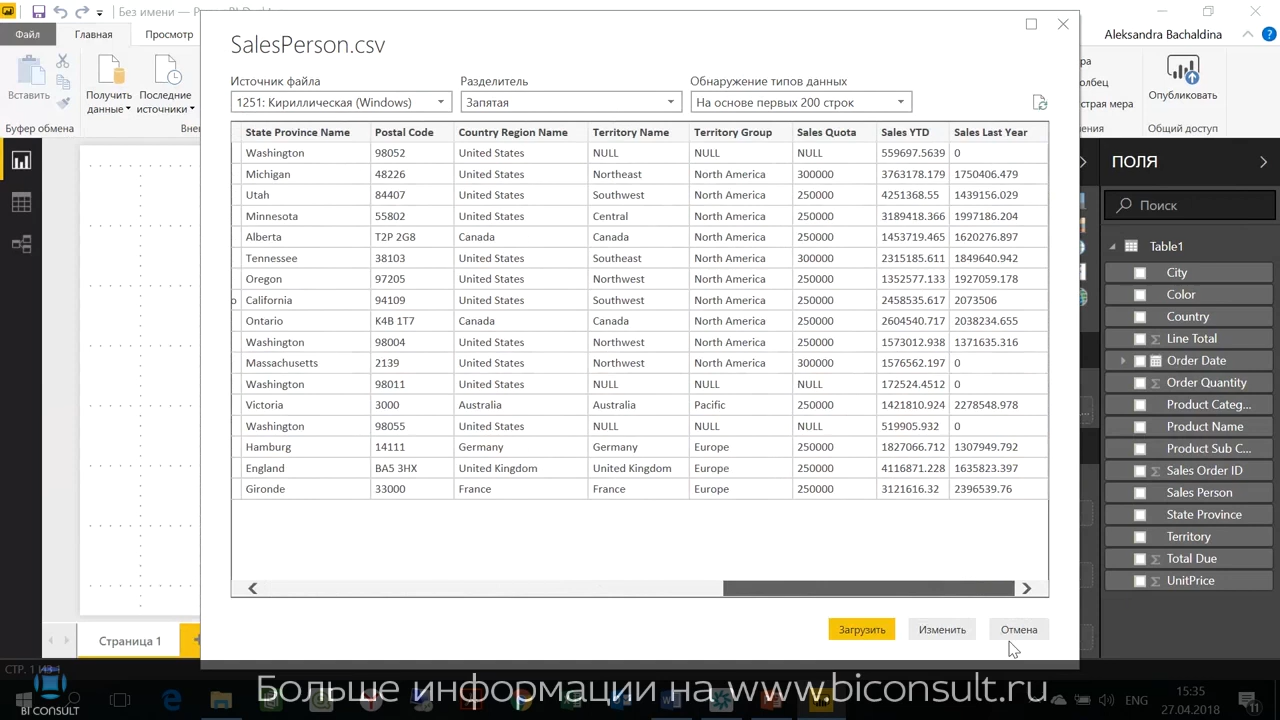 Без имени
Aleksandra Bachaldina
Файл
Главная
Просмотр
Вставить
Получить данные
Последние источники
Опубликовать
Буфер обмена
Общий доступ
SalesPerson.csv
Источник файла
Разделитель
Обнаружение типов данных
1251: Кириллическая (Windows)
Запятая
На основе первых 200 строк
State Province Name Postal Code Country Region Name Territory Name Territory Group Sales Quota Sales YTD Sales Last Year
Washington 98052 United States NULL NULL NULL 559697.5639 0
Michigan 48226 United States Northeast North America 300000 3763178.179 1750406.479
Utah 84407 United States Southwest North America 250000 4251368.55 1439156.029
Minnesota 55802 United States Central North America 250000 3189418.366 1997186.204
Alberta T2P 2G8 Canada Canada North America 250000 1453719.465 1620276.897
Tennessee 38103 United States Southeast North America 300000 2315185.611 1849640.942
Oregon 97205 United States Northwest North America 250000 1352577.133 1927059.178
California 94109 United States Southwest North America 250000 2458535.617 2073506
Ontario K4B 1T7 Canada Canada North America 250000 2604540.717 2038234.655
Washington 98004 United States Northwest North America 250000 1573012.938 1371635.316
Massachusetts 2139 United States Northwest North America 300000 1576562.197 0
Washington 98011 United States NULL NULL NULL 172524.4512 0
Victoria 3000 Australia Australia Pacific 250000 1421810.924 2278548.978
Washington 98055 United States NULL NULL NULL 519905.932 0
Hamburg 14111 Germany Germany Europe 250000 1827066.712 1307949.792
England BA5 3HX United Kingdom United Kingdom Europe 250000 4116871.228 1635823.397
Gironde 33000 France France Europe 250000 3121616.32 2396539.76
Загрузить
Изменить
Отмена
ПОЛЯ
Поиск
Table1
City
Color
Country
Line Total
Order Date
Order Quantity
Product Categ...
Product Name
Product Sub C...
Sales Order ID
Sales Person
State Province
Territory
Total Due
UnitPrice
Страница 1
СТР. 1 ИЗ 1
BI CONSULT
Больше информации на www.biconsult.ru
ENG
15:35
27.04.2018